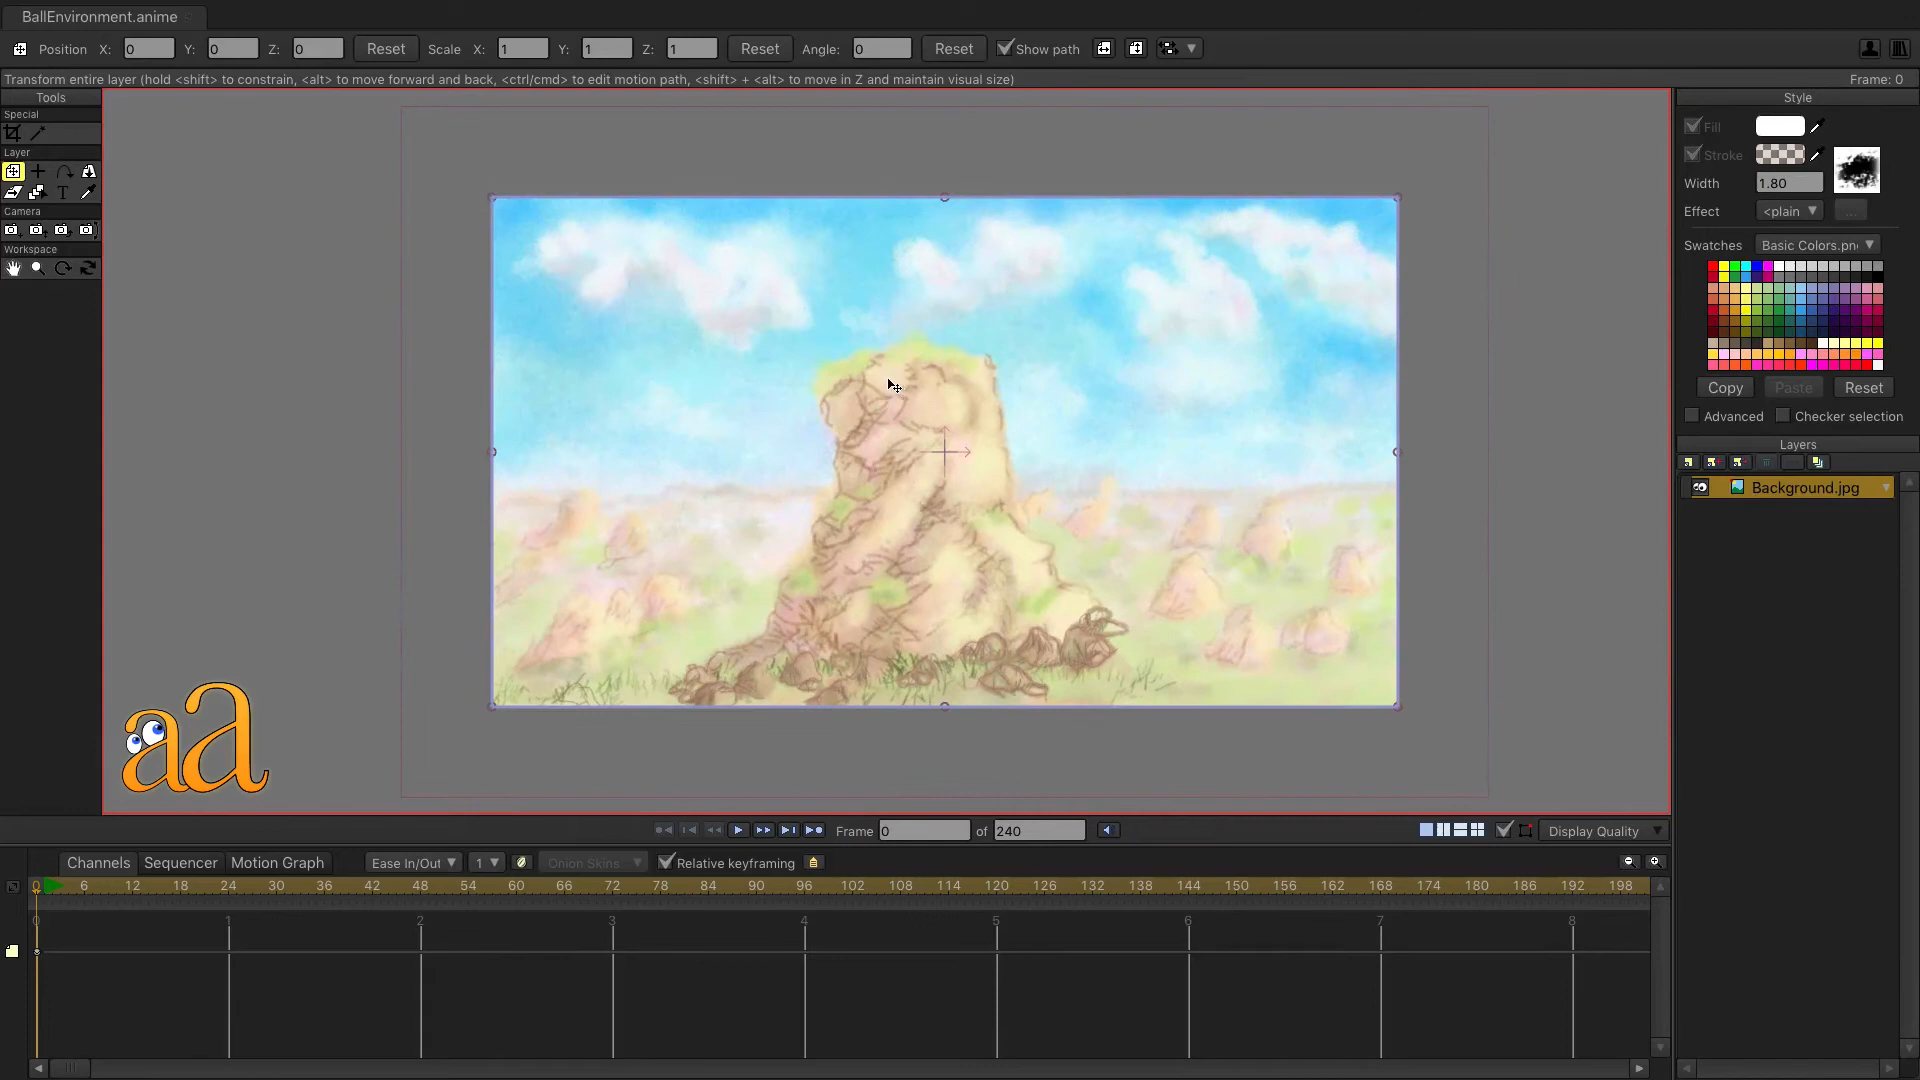 BallEnvironment.anime
Position X: 0 Y: 0 Z: 0 Reset Scale X: 1 Y: 1 Z: 1 Reset Angle: 0 Reset Show path
Transform entire layer (hold <shift> to constrain, <alt> to move forward and back, <ctrl/cmd> to edit motion path, <shift> + <alt> to move in Z and maintain visual size) Frame: 0
Tools
Special
Layer
T
Camera
Workspace
Style
Fill
Stroke
Width 1.80
Effect <plain ...
Swatches Basic Colors.pn
Copy Paste Reset
Advanced Checker selection
Layers
Background.jpg
aa
Frame 0 of 240 Display Quality
Channels Sequencer Motion Graph Ease In/Out 1 Onion Skins Relative keyframing
0 6 12 18 24 30 36 42 48 54 60 66 72 78 84 90 96 102 108 114 120 126 132 138 144 150 156 162 168 174 180 186 192 198
0 1 2 3 4 5 6 7 8